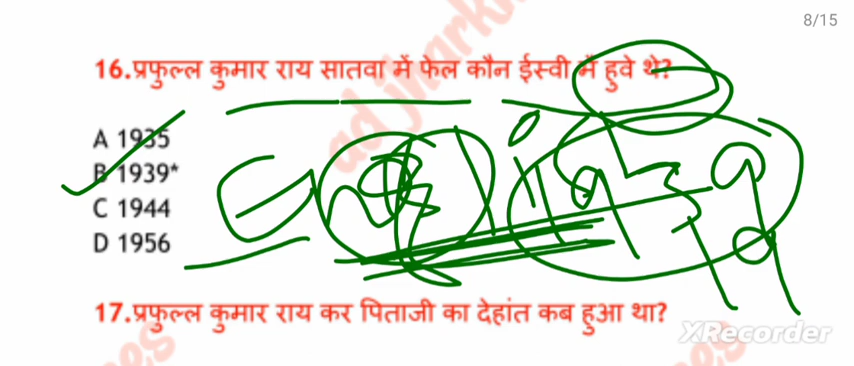 8/15
16.प्रफुल्ल कुमार राय सातवा में फेल कौन ईस्वी में हुवे थे?
A 1935
B 1939*
C 1944
D 1956
17.प्रफुल्ल कुमार राय कर पिताजी का देहांत कब हुआ था?
XRecorder